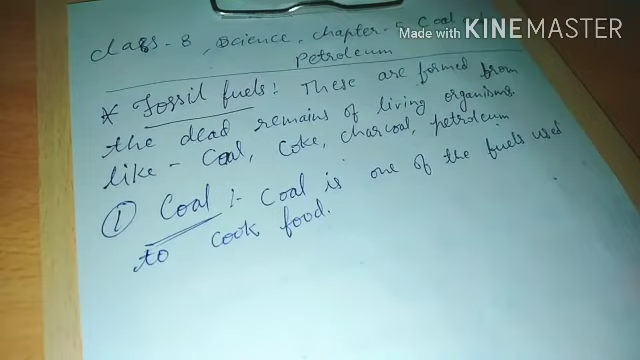 Made with KINEMASTER
Class - 8, Science, Chapter - 5, Coal
Petroleum
* Fossil fuels: These are formed from
the dead remains of living organisms
like - Coal, Coke, charcoal, petroleum
① Coal :- Coal is one of the fuels used
to cook food.